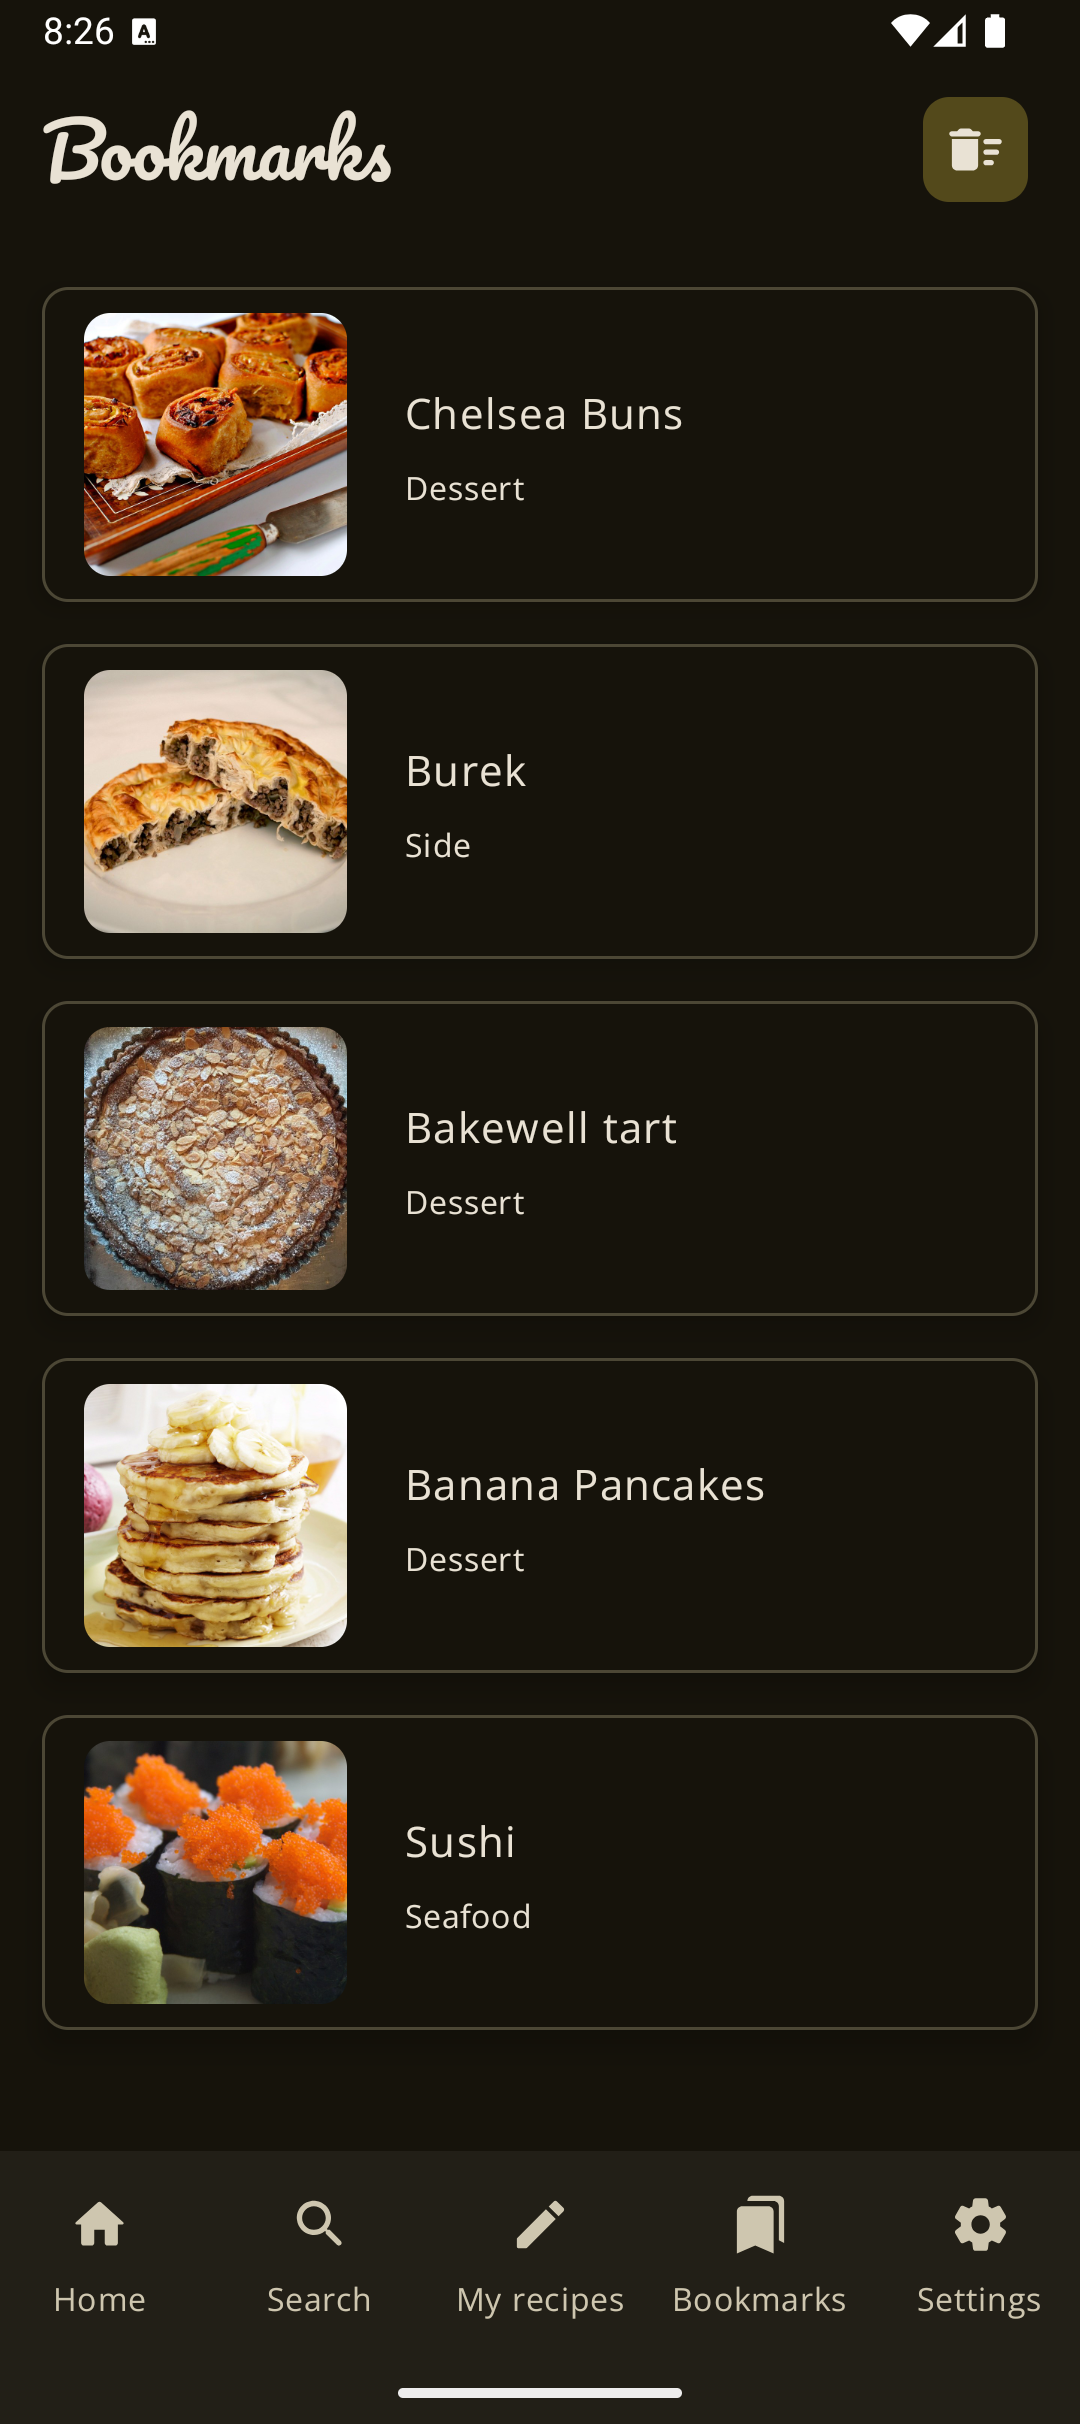 8:26
Bookmarks
Chelsea Buns
Dessert
Burek
Side
Bakewell tart
Dessert
Banana Pancakes
Dessert
Sushi
Seafood
Home
Search
My recipes
Bookmarks
Settings